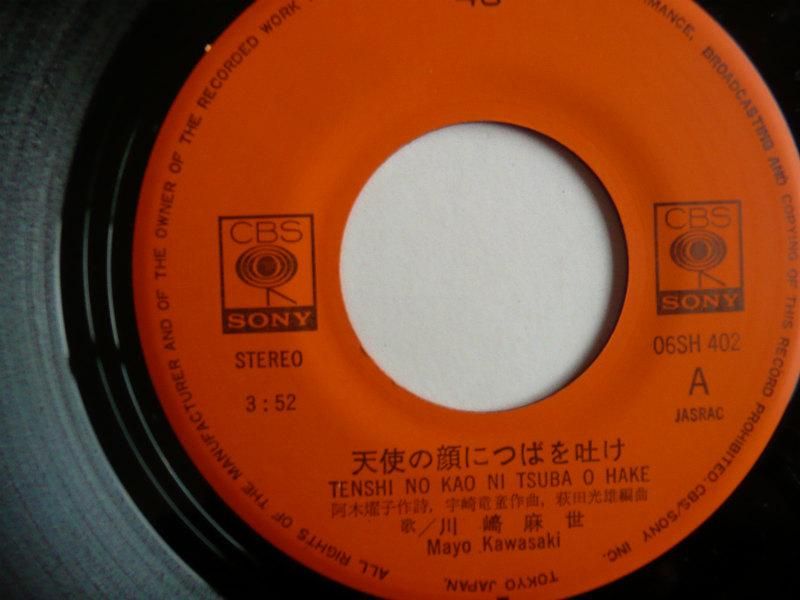 CBS
SONY
STEREO
3:52
CBS
SONY
06SH 402
A
JASRAC
天使の顔につばを吐け
TENSHI NO KAO NI TSUBA O HAKE
阿木燿子作詩, 宇崎竜童作曲, 萩田光雄編曲
歌/川﨑麻世
Mayo Kawasaki
ALL RIGHTS OF THE MANUFACTURER AND OF THE OWNER OF THE RECORDED WORK
BROADCASTING AND COPYING OF THIS RECORD PROHIBITED. CBS/SONY INC.
TOKYO JAPAN.